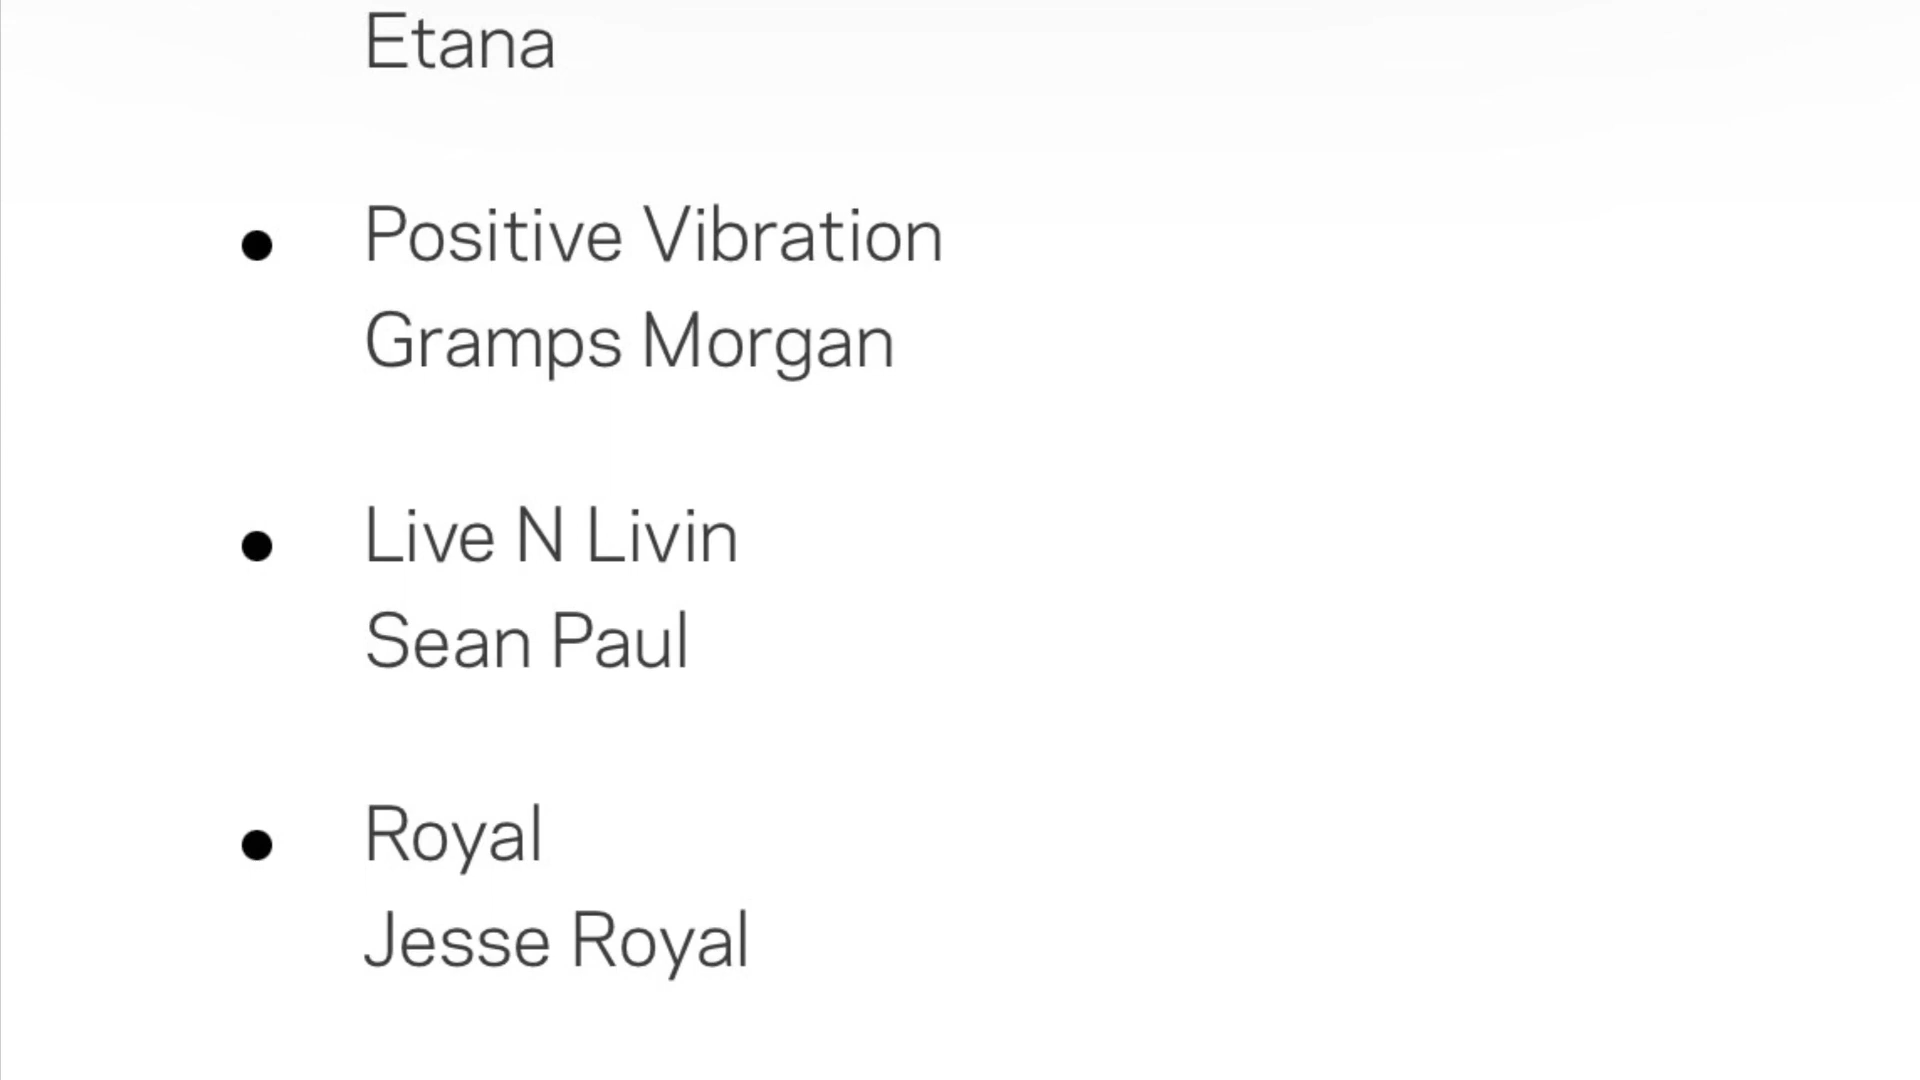 Etana
Positive Vibration
Gramps Morgan
Live N Livin
Sean Paul
Royal
Jesse Royal